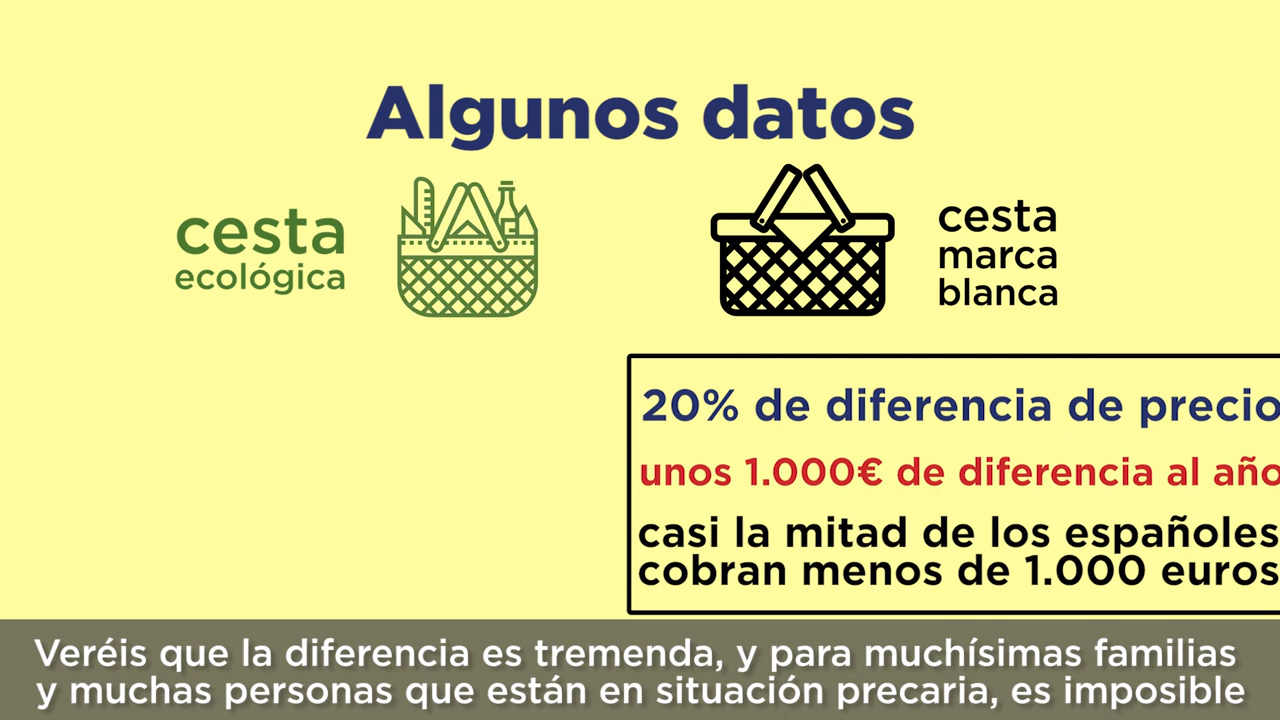 Algunos datos
cesta
ecológica
cesta
marca
blanca
20% de diferencia de precio
unos 1.000€ de diferencia al año
casi la mitad de los españoles
cobran menos de 1.000 euros
Veréis que la diferencia es tremenda, y para muchísimas familias
y muchas personas que están en situación precaria, es imposible